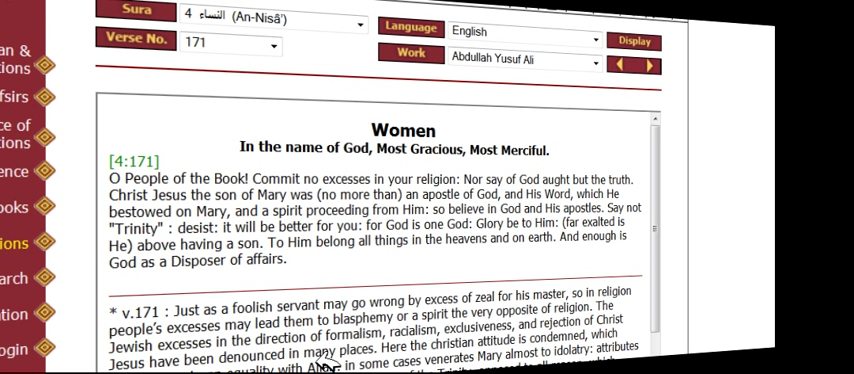 Sura 4 النساء (An-Nisâ') Language English Display
Verse No. 171 Work Abdullah Yusuf Ali
an &
ions
fsirs
ce of
ions
ence
ooks
ions
arch
tion
ogin
Women
In the name of God, Most Gracious, Most Merciful.
[4:171]
O People of the Book! Commit no excesses in your religion: Nor say of God aught but the truth.
Christ Jesus the son of Mary was (no more than) an apostle of God, and His Word, which He
bestowed on Mary, and a spirit proceeding from Him: so believe in God and His apostles. Say not
"Trinity" : desist: it will be better for you: for God is one God: Glory be to Him: (far exalted is
He) above having a son. To Him belong all things in the heavens and on earth. And enough is
God as a Disposer of affairs.
* v.171 : Just as a foolish servant may go wrong by excess of zeal for his master, so in religion
people's excesses may lead them to blasphemy or a spirit the very opposite of religion. The
Jewish excesses in the direction of formalism, racialism, exclusiveness, and rejection of Christ
Jesus have been denounced in many places. Here the christian attitude is condemned, which
equality with Allah: in some cases venerates Mary almost to idolatry: attributes